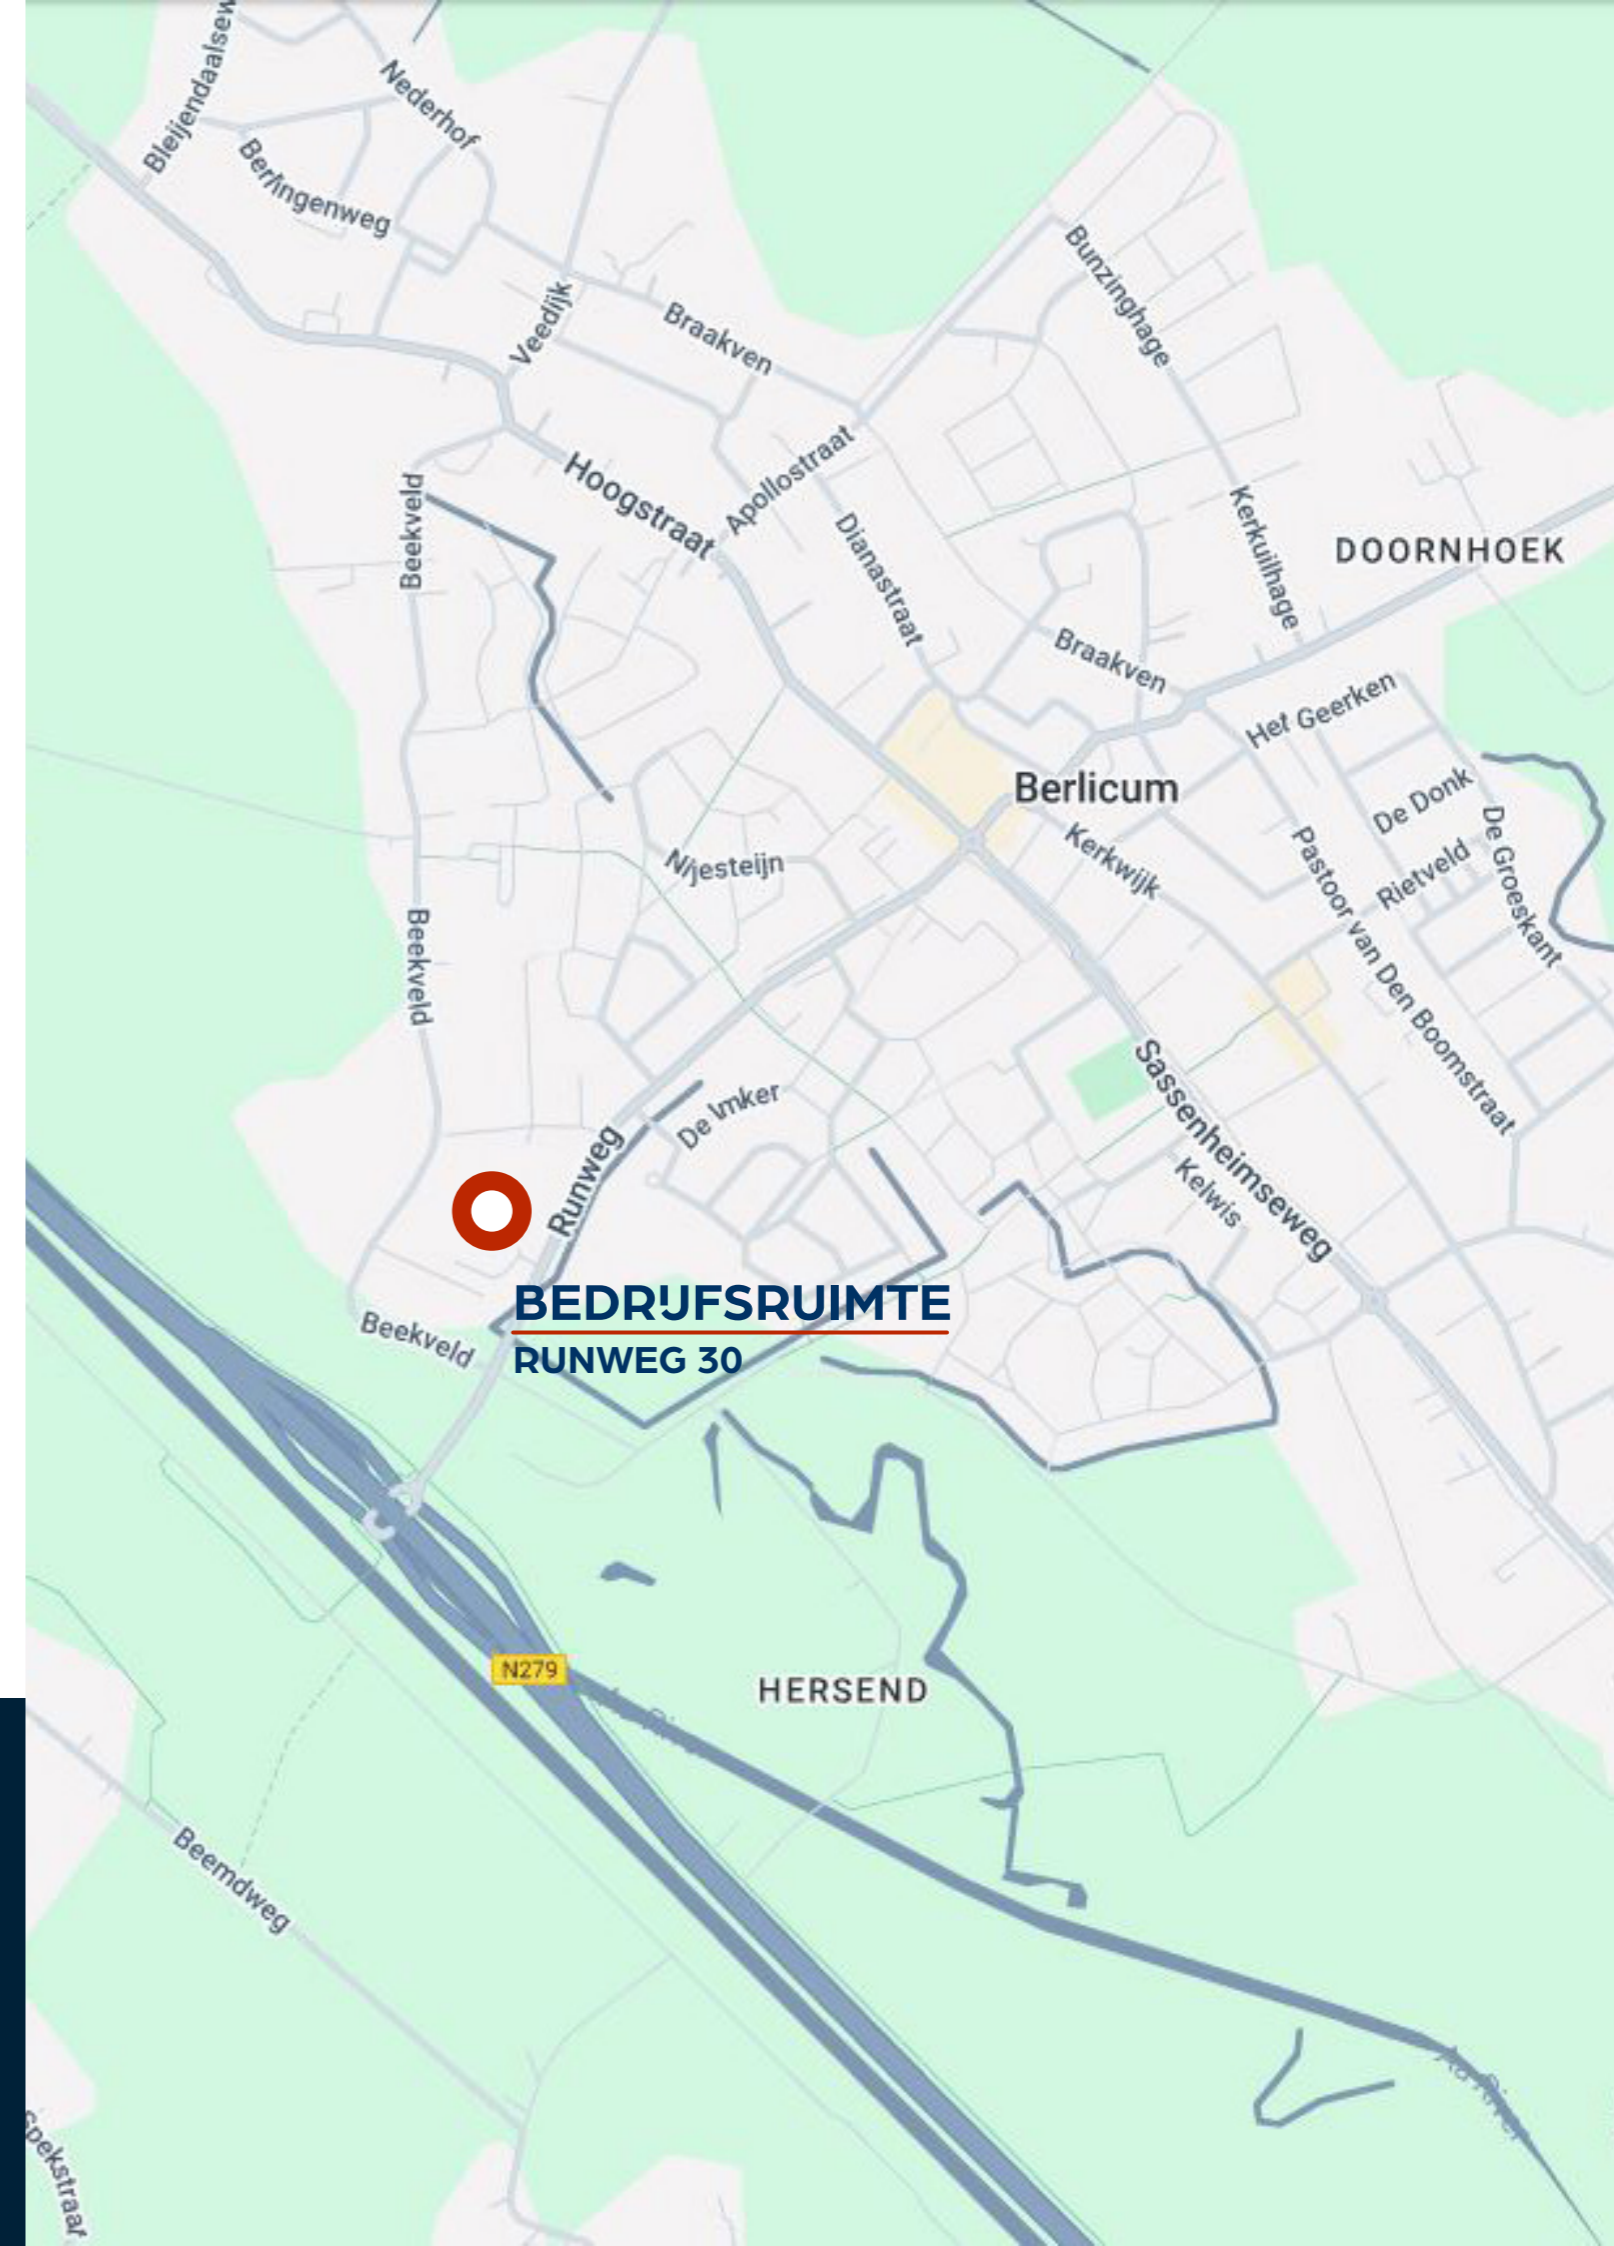 Bleijendaalsew
Nederhof
Berlingenweg
Veedijk
Braakven
Bunzinghage
Hoogstraat
Apollostraat
Beekveld
Dianastraat
Kerkuilhage
DOORNHOEK
Braakven
Het Geerken
Berlicum
De Donk
Kerkwijk
Rietveld
De Groeskant
Nijesteijn
Pastoor van Den Boomstraat
Beekveld
Sassenheimseweg
De Imker
Runweg
Kelwis
BEDRIJFSRUIMTE
RUNWEG 30
Beekveld
N279
HERSEND
Beemdweg
Aa River
Spekstraat